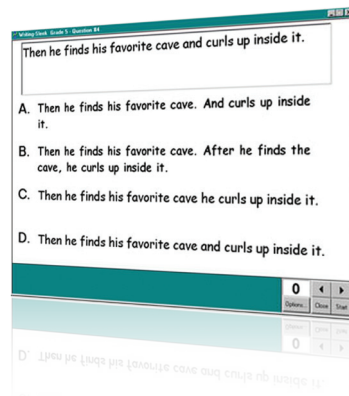 Writing Clock Grade 5 - Question #4
Then he finds his favorite cave and curls up inside it.
A. Then he finds his favorite cave. And curls up inside
it.
B. Then he finds his favorite cave. After he finds the
cave, he curls up inside it.
C. Then he finds his favorite cave he curls up inside it.
D. Then he finds his favorite cave and curls up inside it.
0
Options... Close Start